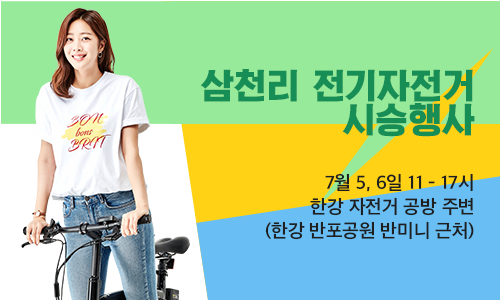 삼천리 전기자전거
시승행사
7월 5, 6일 11 - 17시
한강 자전거 공방 주변
(한강 반포공원 반미니 근처)
BON
bons
BRUT